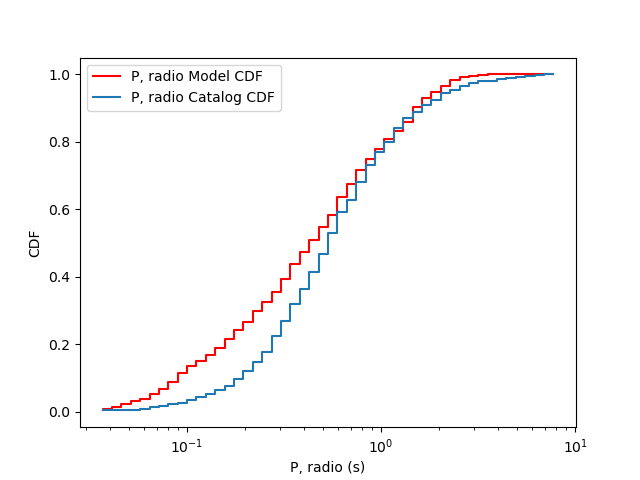 P, radio Model CDF
P, radio Catalog CDF
CDF
1.0
0.8
0.6
0.4
0.2
0.0
10⁻¹
10⁰
10¹
P, radio (s)